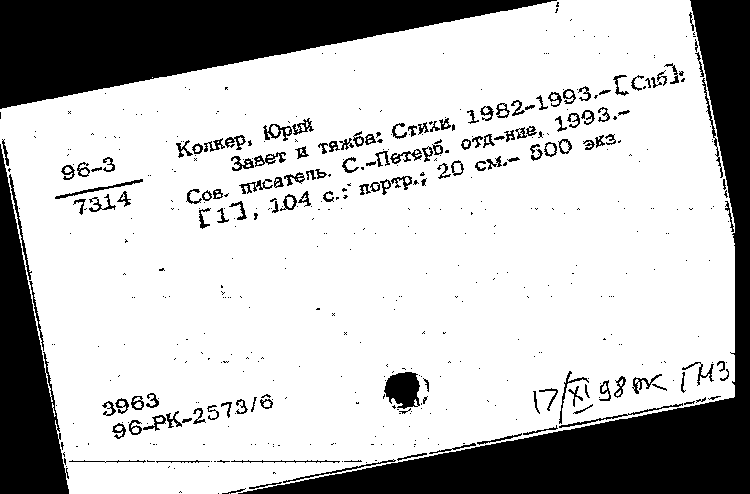 96-3
7314
Колкер, Юрий
Завет и тяжба: Стихи, 1982-1993.-[Спб]:
Сов. писатель. С.-Петерб. отд-ние, 1993.-
[1], 104 с.: портр.; 20 см.- 500 экз.
3963
96-РК-2573/6
17/XI 98 ГМЗ